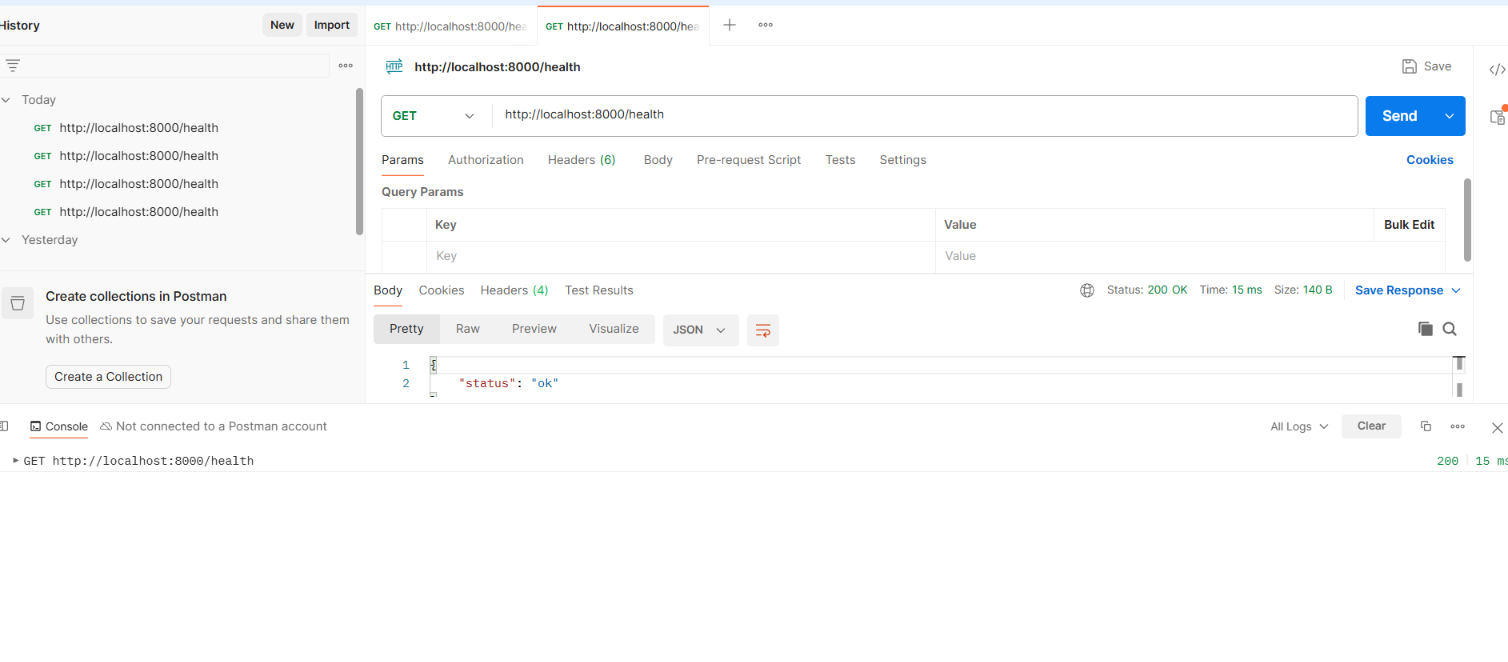 History
New
Import
GET http://localhost:8000/hea
GET http://localhost:8000/hea
HTTP http://localhost:8000/health
Save
Today
GET http://localhost:8000/health
GET http://localhost:8000/health
GET http://localhost:8000/health
GET http://localhost:8000/health
Yesterday
Create collections in Postman
Use collections to save your requests and share them
with others.
Create a Collection
GET
http://localhost:8000/health
Send
Params Authorization Headers (6) Body Pre-request Script Tests Settings Cookies
Query Params
Key Value Bulk Edit
Key Value
Body Cookies Headers (4) Test Results
Status: 200 OK Time: 15 ms Size: 140 B Save Response
Pretty Raw Preview Visualize JSON
1 {
2 "status": "ok"
Console Not connected to a Postman account
All Logs Clear
GET http://localhost:8000/health
200 15 ms